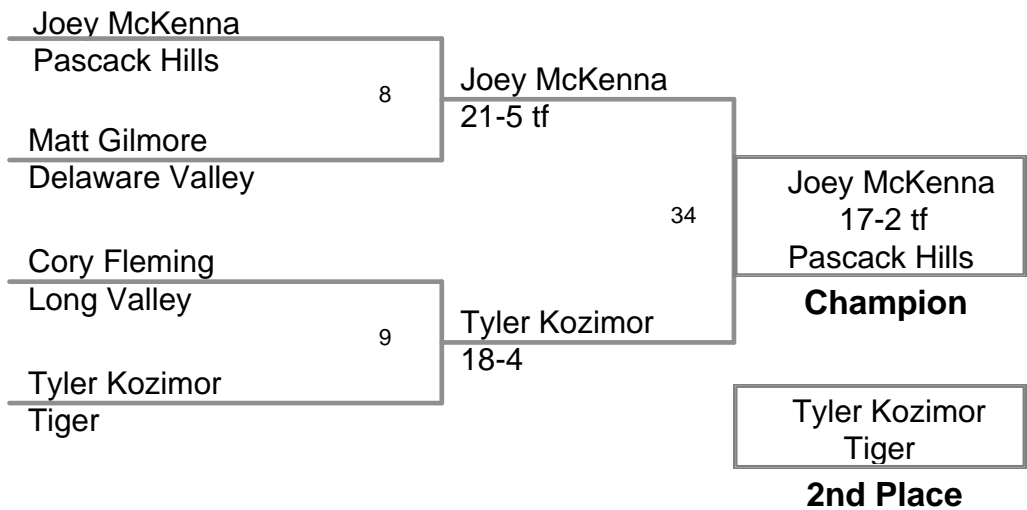 Joey McKenna
Pascack Hills
8
Matt Gilmore
Delaware Valley
Joey McKenna
21-5 tf
Cory Fleming
Long Valley
9
Tyler Kozimor
Tiger
Tyler Kozimor
18-4
34
Joey McKenna
17-2 tf
Pascack Hills
Champion
Tyler Kozimor
Tiger
2nd Place